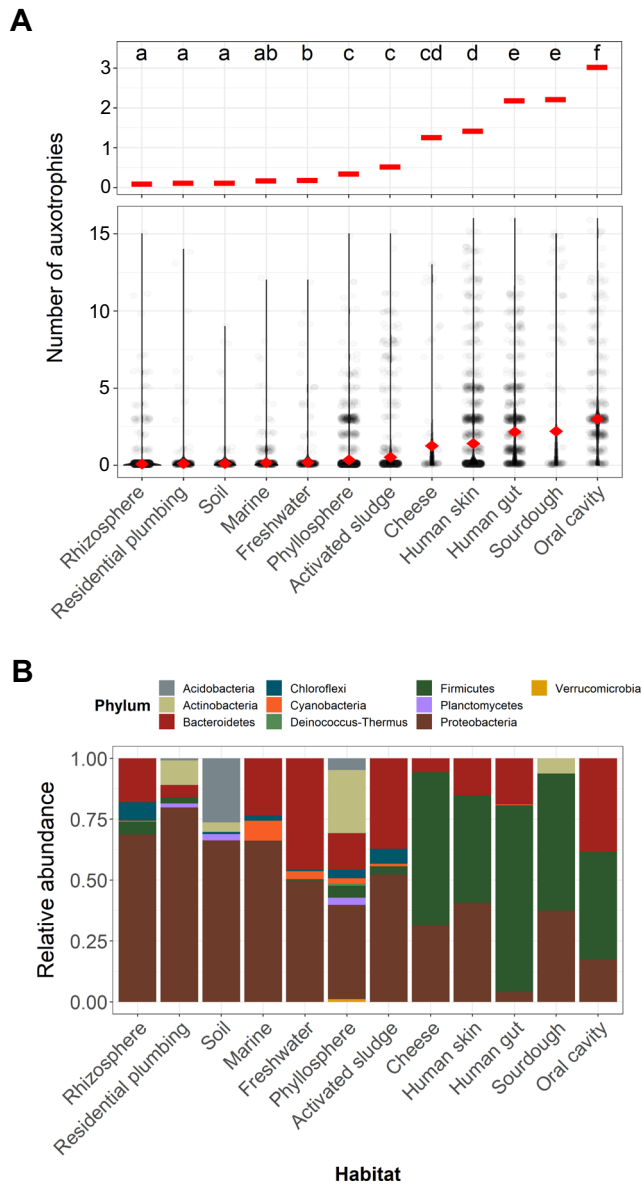 A
a a a ab b c c cd d e e f
3
2
1
0
Number of auxotrophies
15
10
5
0
Rhizosphere
Residential plumbing
Soil
Marine
Freshwater
Phyllosphere
Activated sludge
Cheese
Human skin
Human gut
Sourdough
Oral cavity
B
Phylum
Acidobacteria
Actinobacteria
Bacteroidetes
Chloroflexi
Cyanobacteria
Deinococcus-Thermus
Firmicutes
Planctomycetes
Proteobacteria
Verrucomicrobia
Relative abundance
1.00
0.75
0.50
0.25
0.00
Rhizosphere
Residential plumbing
Soil
Marine
Freshwater
Phyllosphere
Activated sludge
Cheese
Human skin
Human gut
Sourdough
Oral cavity
Habitat